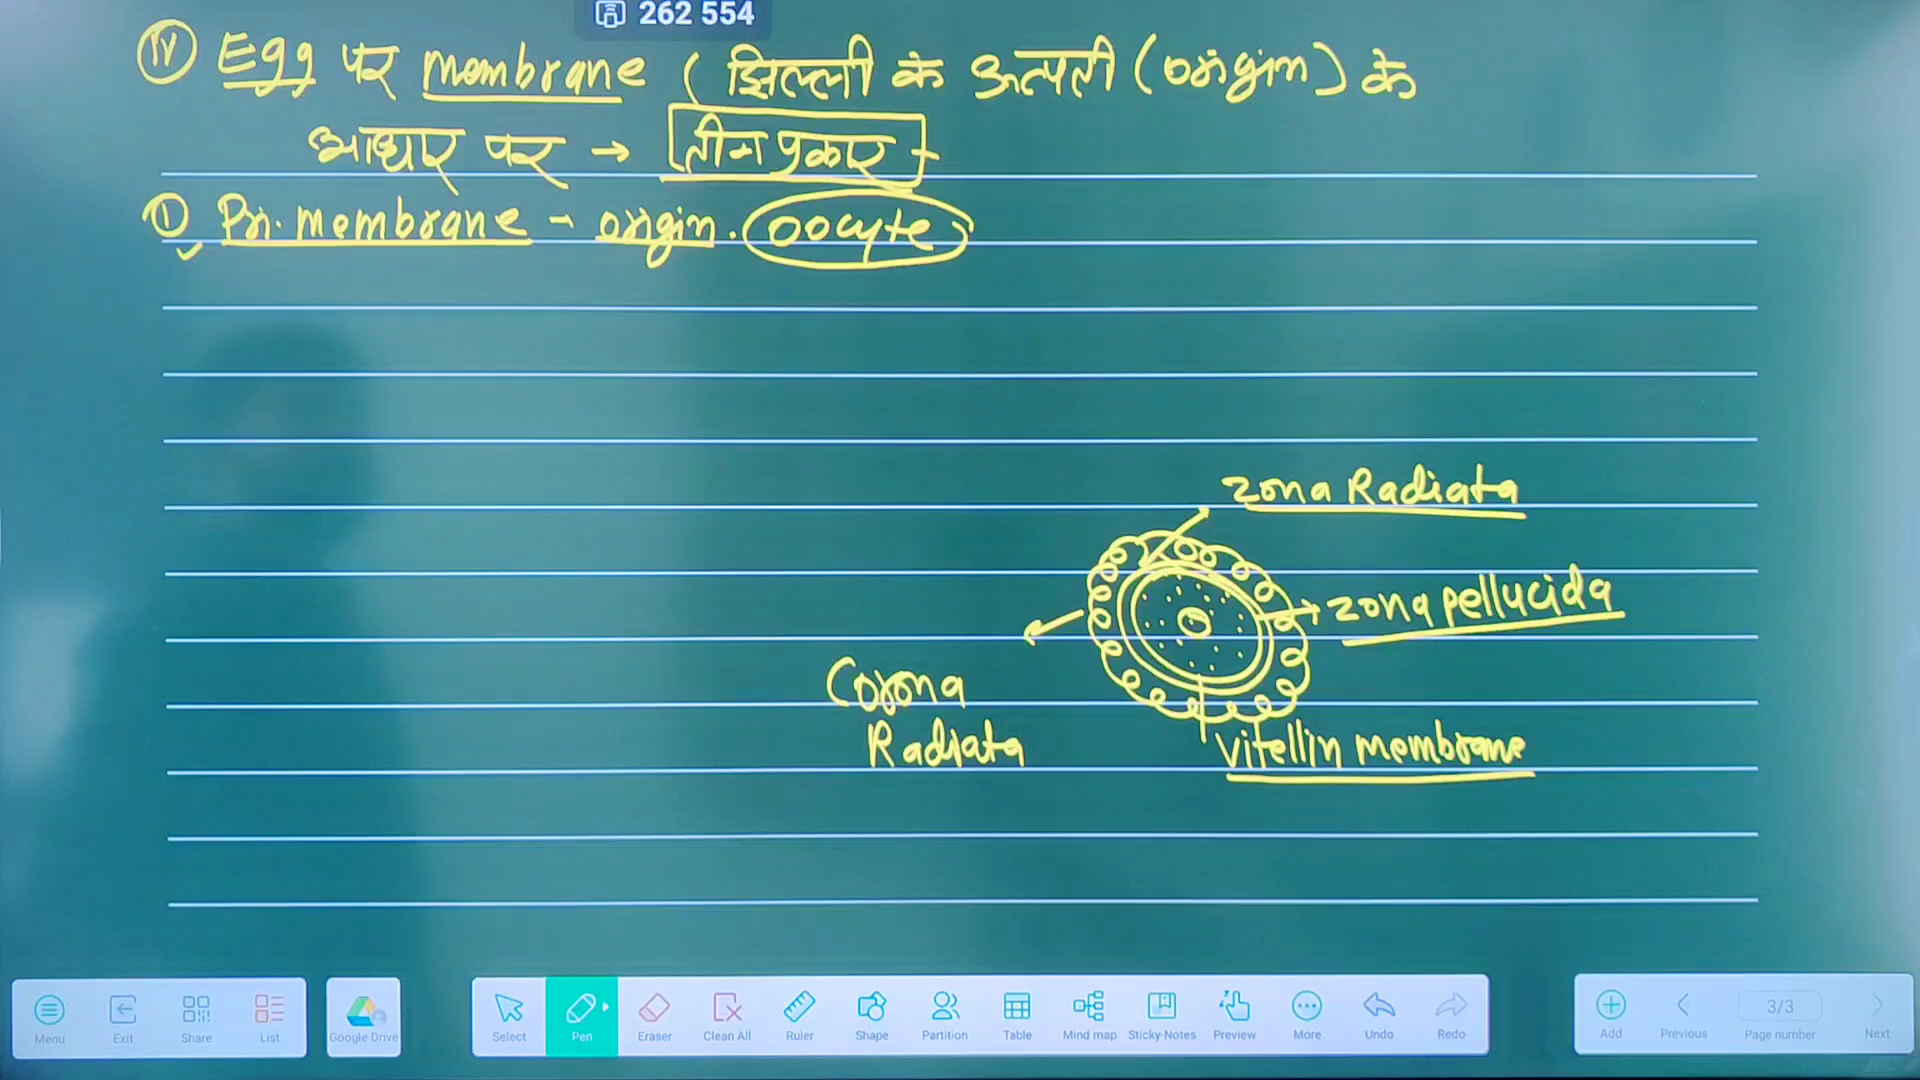 262 554
IV Egg पर membrane (झिल्ली के उत्पती (origin) के
आधार पर → तीन प्रकार -
① Pri. membrane - origin. oocyte
zona Radiata
zona pellucida
Corona
Radiata
Vitellin membrane
Menu Exit Share List Google Drive Select Pen Eraser Clean All Ruler Shape Partition Table Mind map Sticky-Notes Preview More Undo Redo Add Previous 3/3 Page number Next